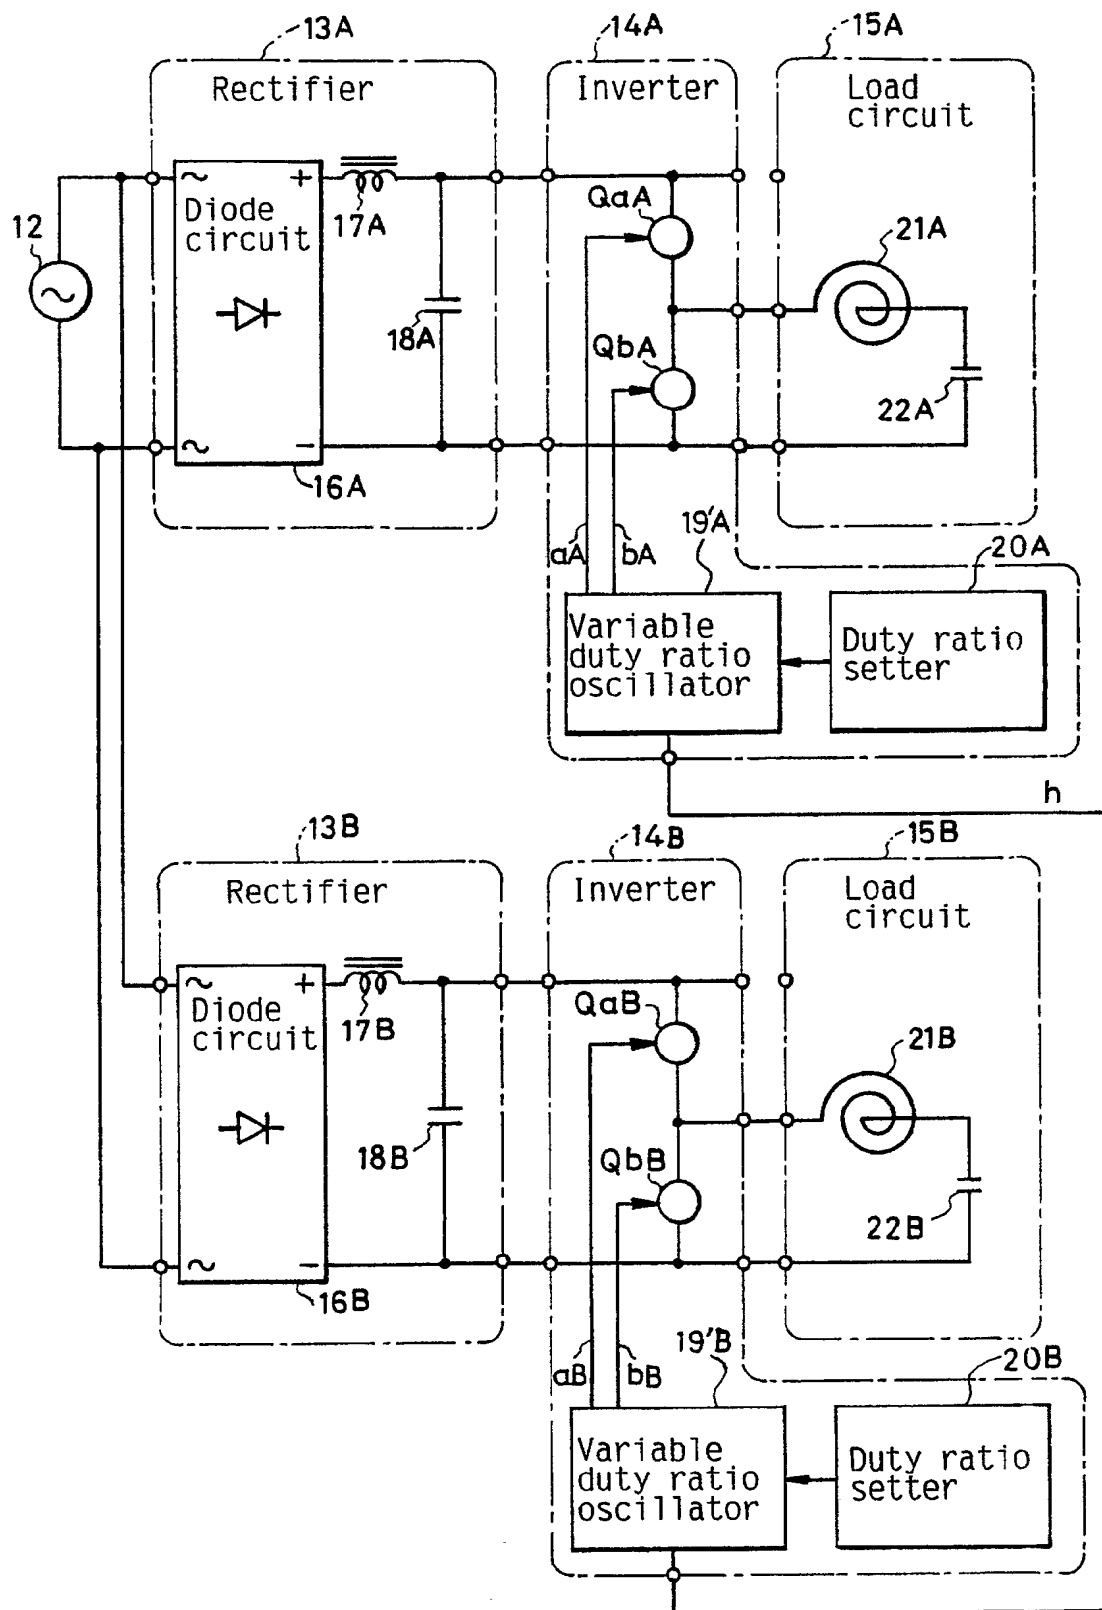 13A
14A
15A
Rectifier
Inverter
Load
circuit
12
~
+
Diode
circuit
17A
QaA
21A
18A
QbA
22A
~
−
16A
aA
bA
19'A
20A
Variable
duty ratio
oscillator
Duty ratio
setter
h
13B
14B
15B
Rectifier
Inverter
Load
circuit
~
+
Diode
circuit
17B
QaB
21B
18B
QbB
22B
~
−
16B
aB
bB
19'B
20B
Variable
duty ratio
oscillator
Duty ratio
setter